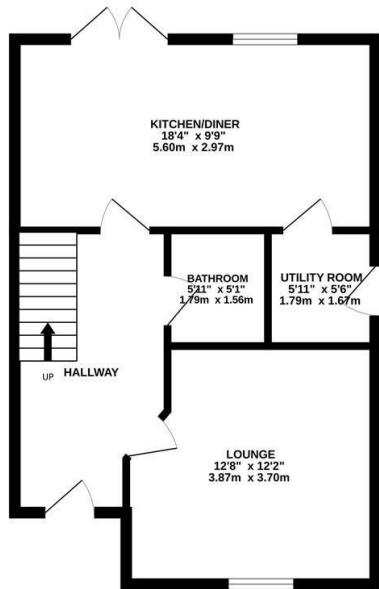 KITCHEN/DINER
18'4" x 9'9"
5.60m x 2.97m
BATHROOM
5'11" x 5'1"
1.79m x 1.56m
UTILITY ROOM
5'11" x 5'6"
1.79m x 1.67m
UP
HALLWAY
LOUNGE
12'8" x 12'2"
3.87m x 3.70m